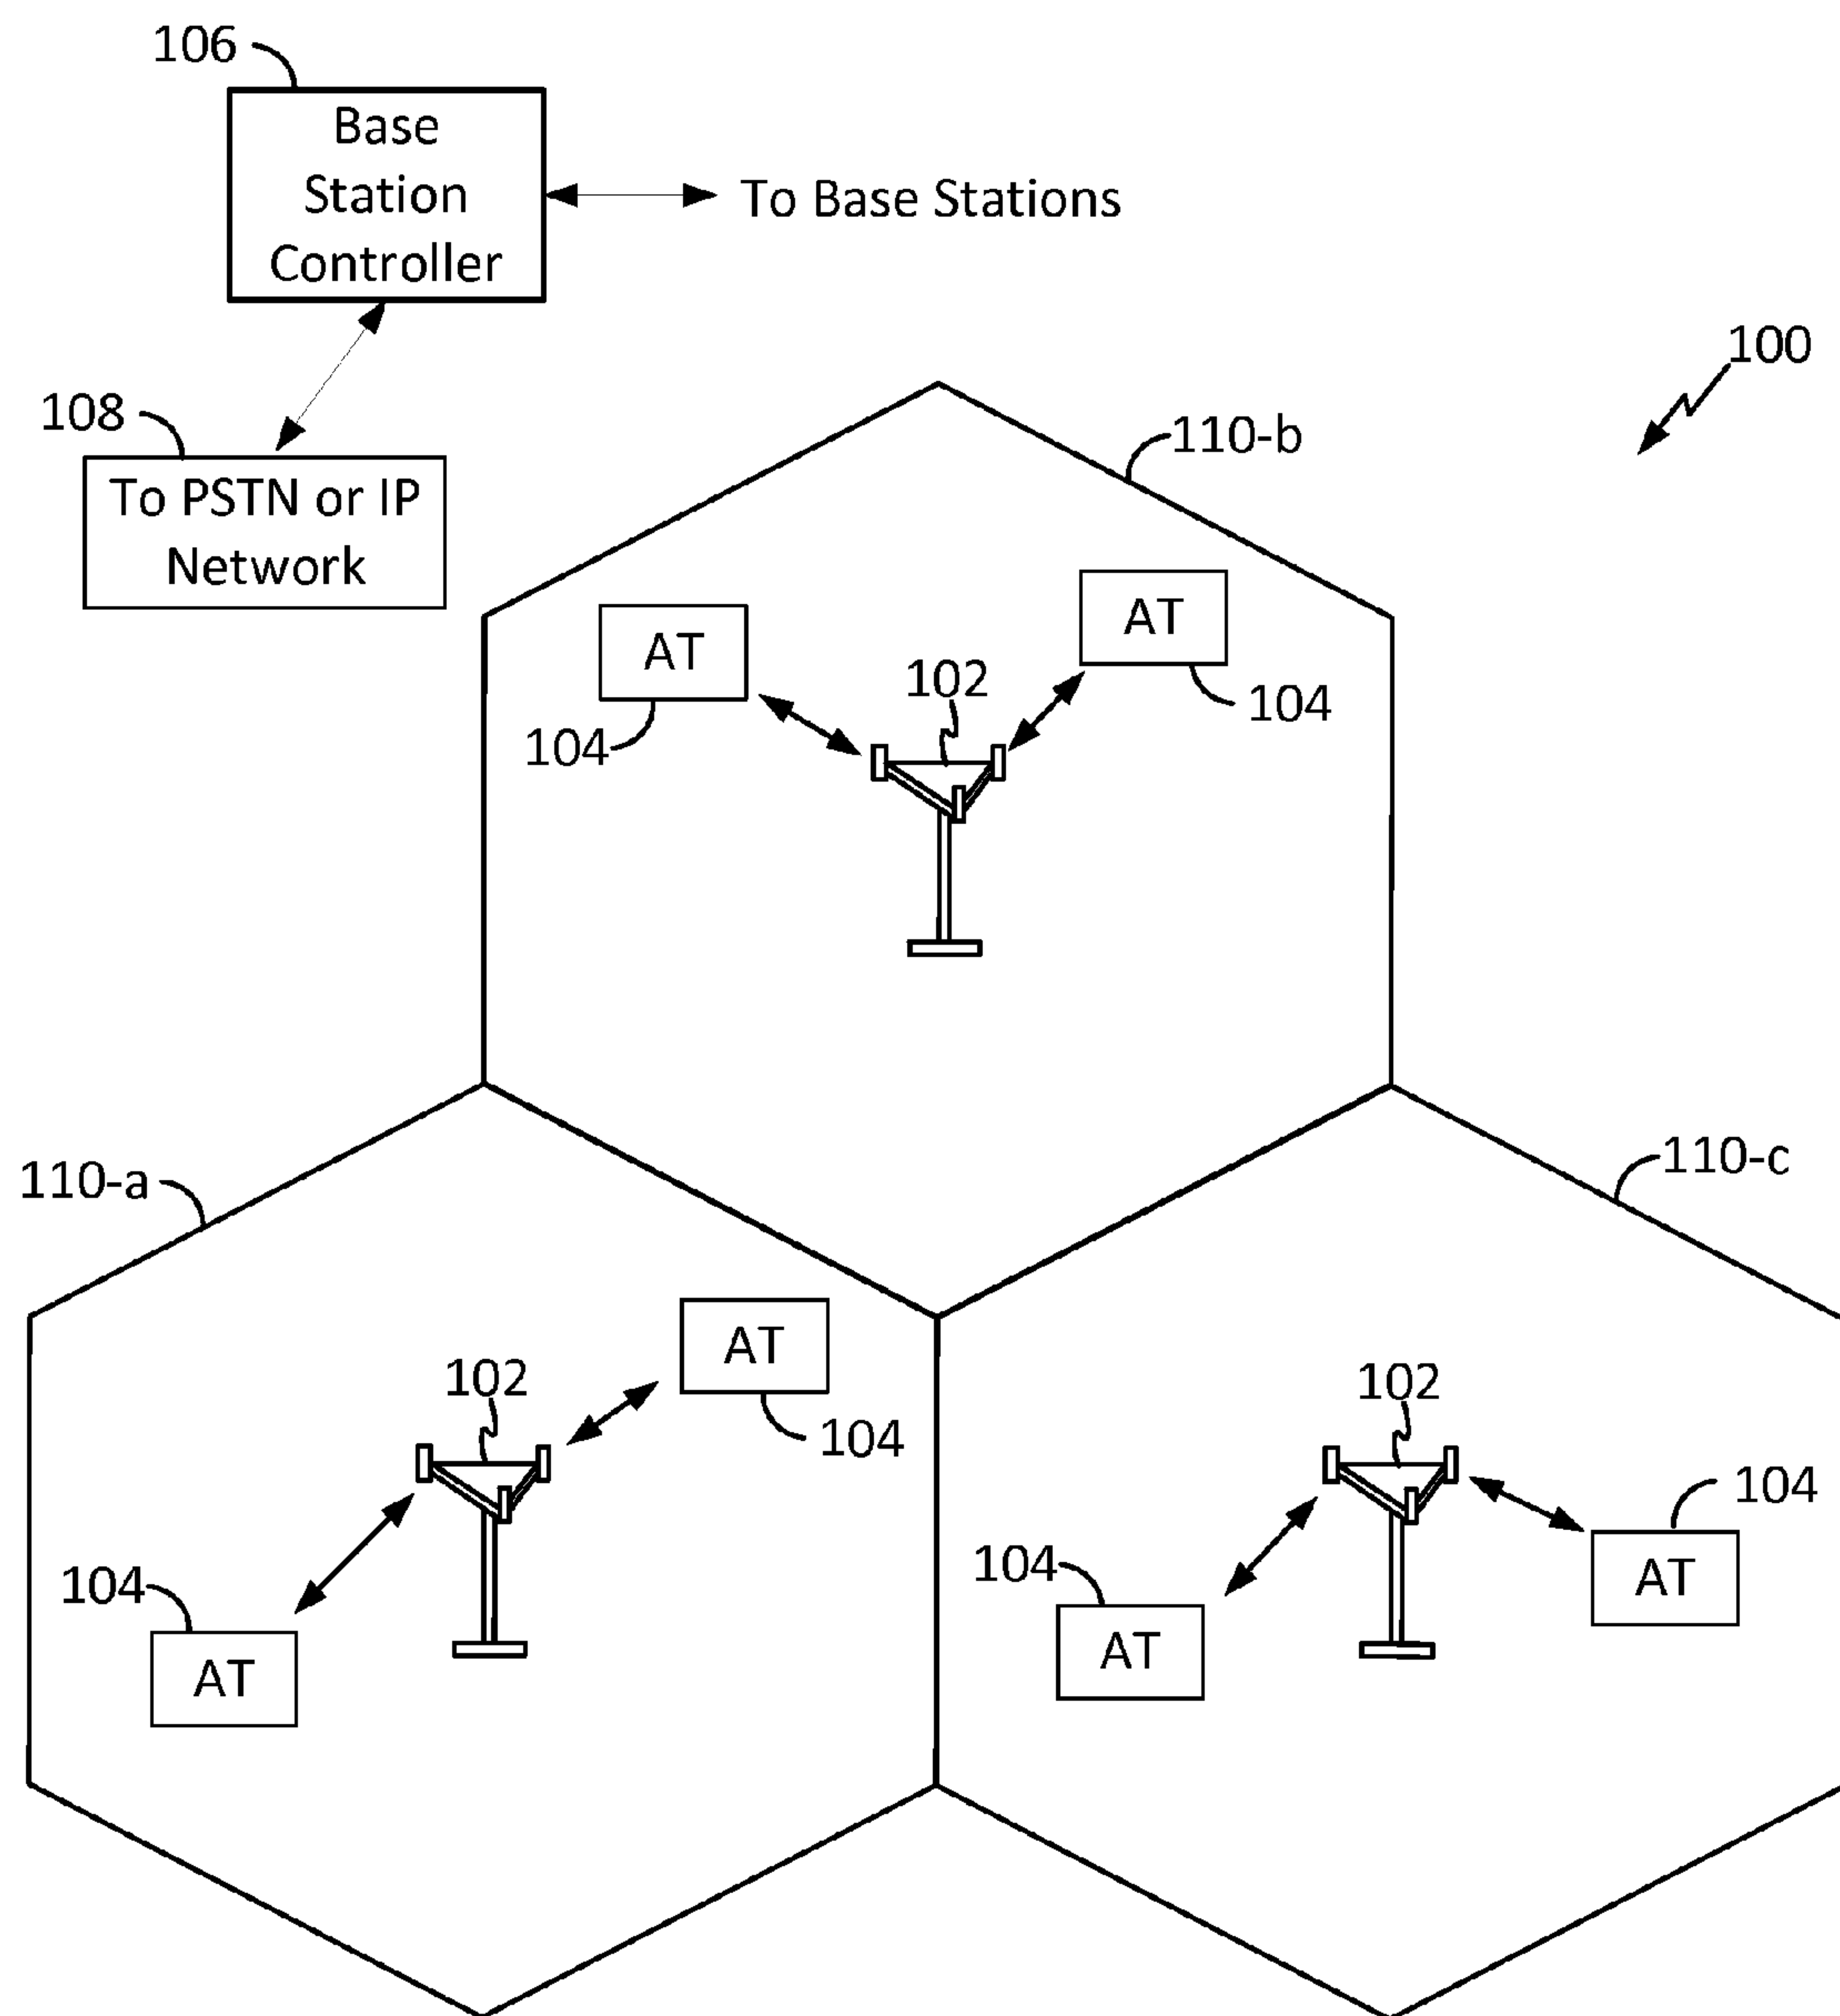 106
Base
Station
Controller
To Base Stations
100
108
To PSTN or IP
Network
110-b
AT
AT
102
104
104
110-a
110-c
AT
102
104
102
104
AT
104
104
AT
AT